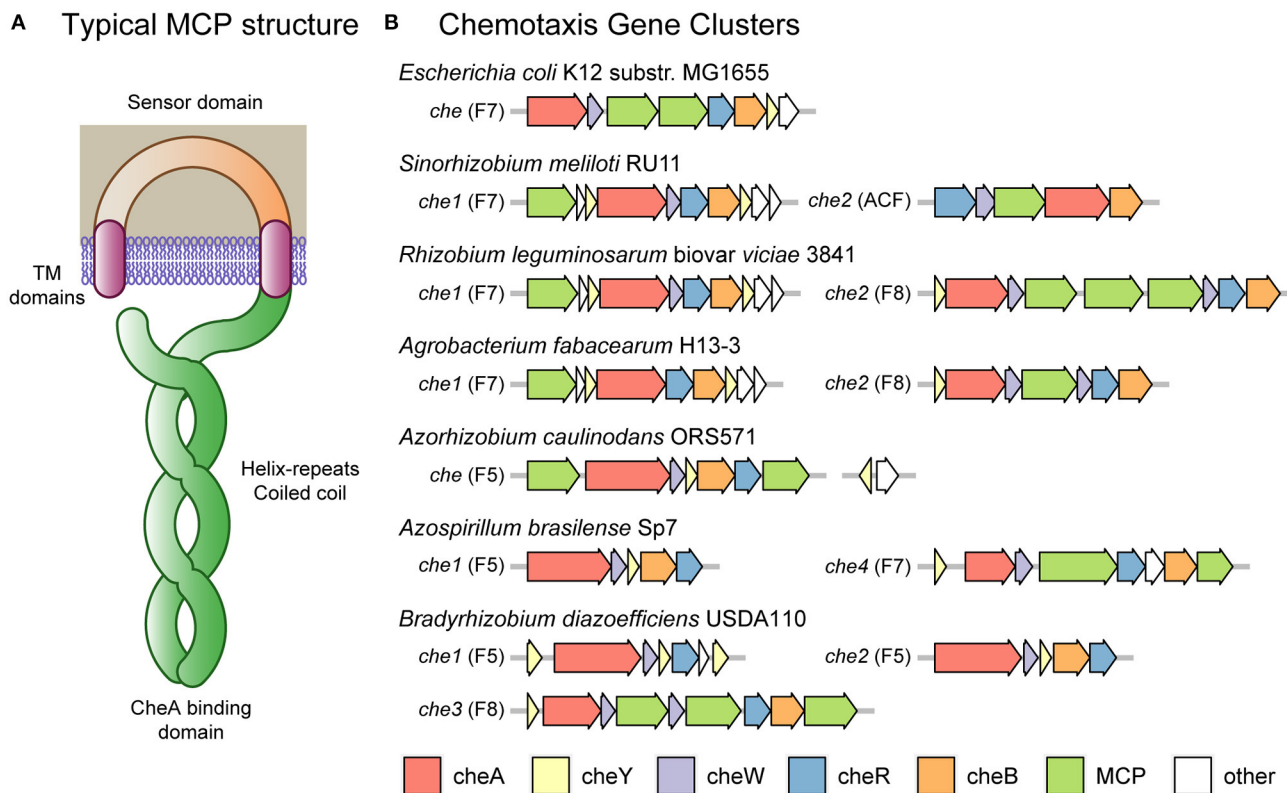 A Typical MCP structure
Sensor domain
TM
domains
Helix-repeats
Coiled coil
CheA binding
domain
B Chemotaxis Gene Clusters
Escherichia coli K12 substr. MG1655
che (F7)
Sinorhizobium meliloti RU11
che1 (F7)
che2 (ACF)
Rhizobium leguminosarum biovar viciae 3841
che1 (F7)
che2 (F8)
Agrobacterium fabacearum H13-3
che1 (F7)
che2 (F8)
Azorhizobium caulinodans ORS571
che (F5)
Azospirillum brasilense Sp7
che1 (F5)
che4 (F7)
Bradyrhizobium diazoefficiens USDA110
che1 (F5)
che2 (F5)
che3 (F8)
cheA cheY cheW cheR cheB MCP other